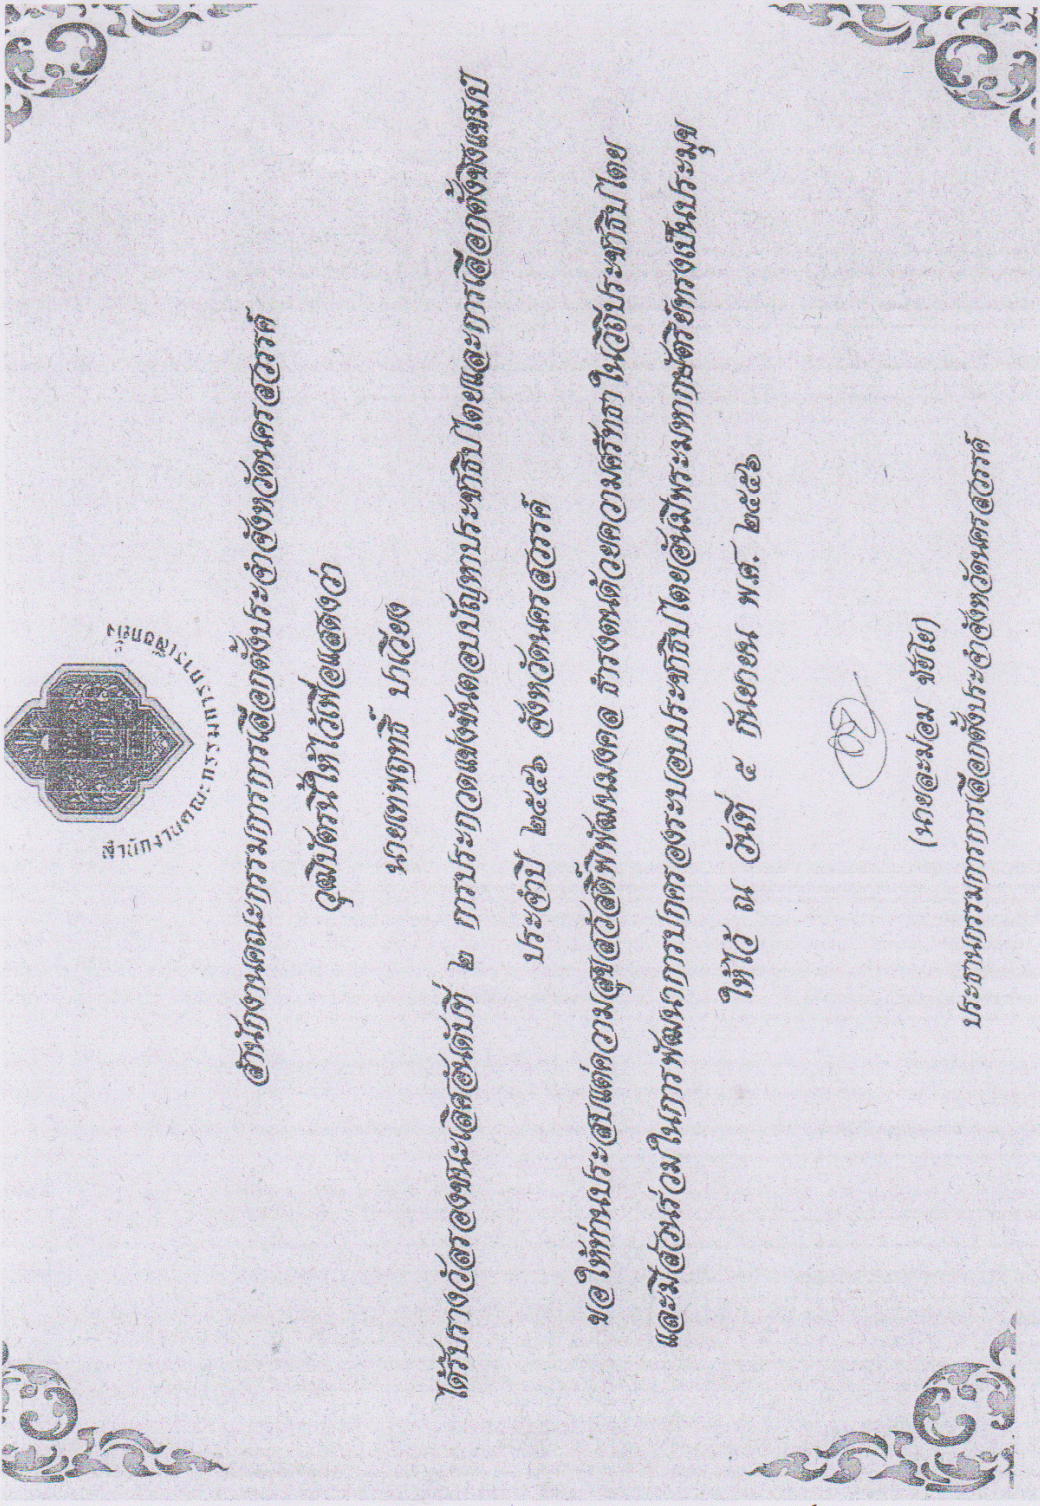 สำนักงานคณะกรรมการการเลือกตั้ง
สำนักงานคณะกรรมการการเลือกตั้งประจำจังหวัดนครสวรรค์
วุฒิบัตรนี้ให้ไว้เพื่อแสดงว่า
นายเทพฤทธิ์ ปาเวียง
ได้รับรางวัลรองชนะเลิศอันดับที่ ๒ การประกวดแข่งขันตอบปัญหาประชาธิปไตยและการเลือกตั้งชิงแชมป์
ประจำปี ๒๕๕๖ จังหวัดนครสวรรค์
ขอให้ท่านประสบแต่ความสุขสวัสดิ์พิพัฒนมงคล ธำรงตนด้วยความศรัทธาในวิถีประชาธิปไตย
และมีส่วนร่วมในการพัฒนาการปกครองระบอบประชาธิปไตยอันมีพระมหากษัตริย์ทรงเป็นประมุข
ให้ไว้ ณ วันที่ ๕ กันยายน พ.ศ. ๒๕๕๖
(นายละม่อม ชัชโย)
ประธานกรรมการการเลือกตั้งประจำจังหวัดนครสวรรค์